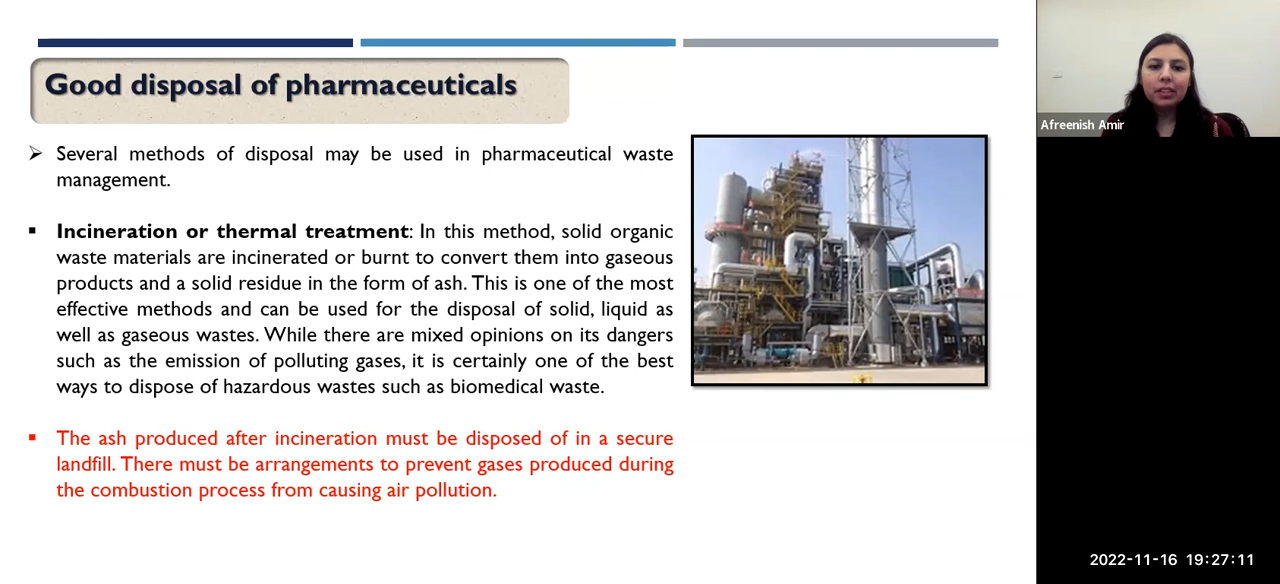 Good disposal of pharmaceuticals
Several methods of disposal may be used in pharmaceutical waste
management.
Incineration or thermal treatment: In this method, solid organic
waste materials are incinerated or burnt to convert them into gaseous
products and a solid residue in the form of ash. This is one of the most
effective methods and can be used for the disposal of solid, liquid as
well as gaseous wastes. While there are mixed opinions on its dangers
such as the emission of polluting gases, it is certainly one of the best
ways to dispose of hazardous wastes such as biomedical waste.
The ash produced after incineration must be disposed of in a secure
landfill. There must be arrangements to prevent gases produced during
the combustion process from causing air pollution.
Afreenish Amir
2022-11-16 19:27:11